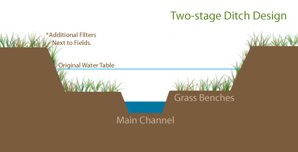 Two-stage Ditch Design
*Additional Filters
Next to Fields.
Original Water Table
Grass Benches
Main Channel